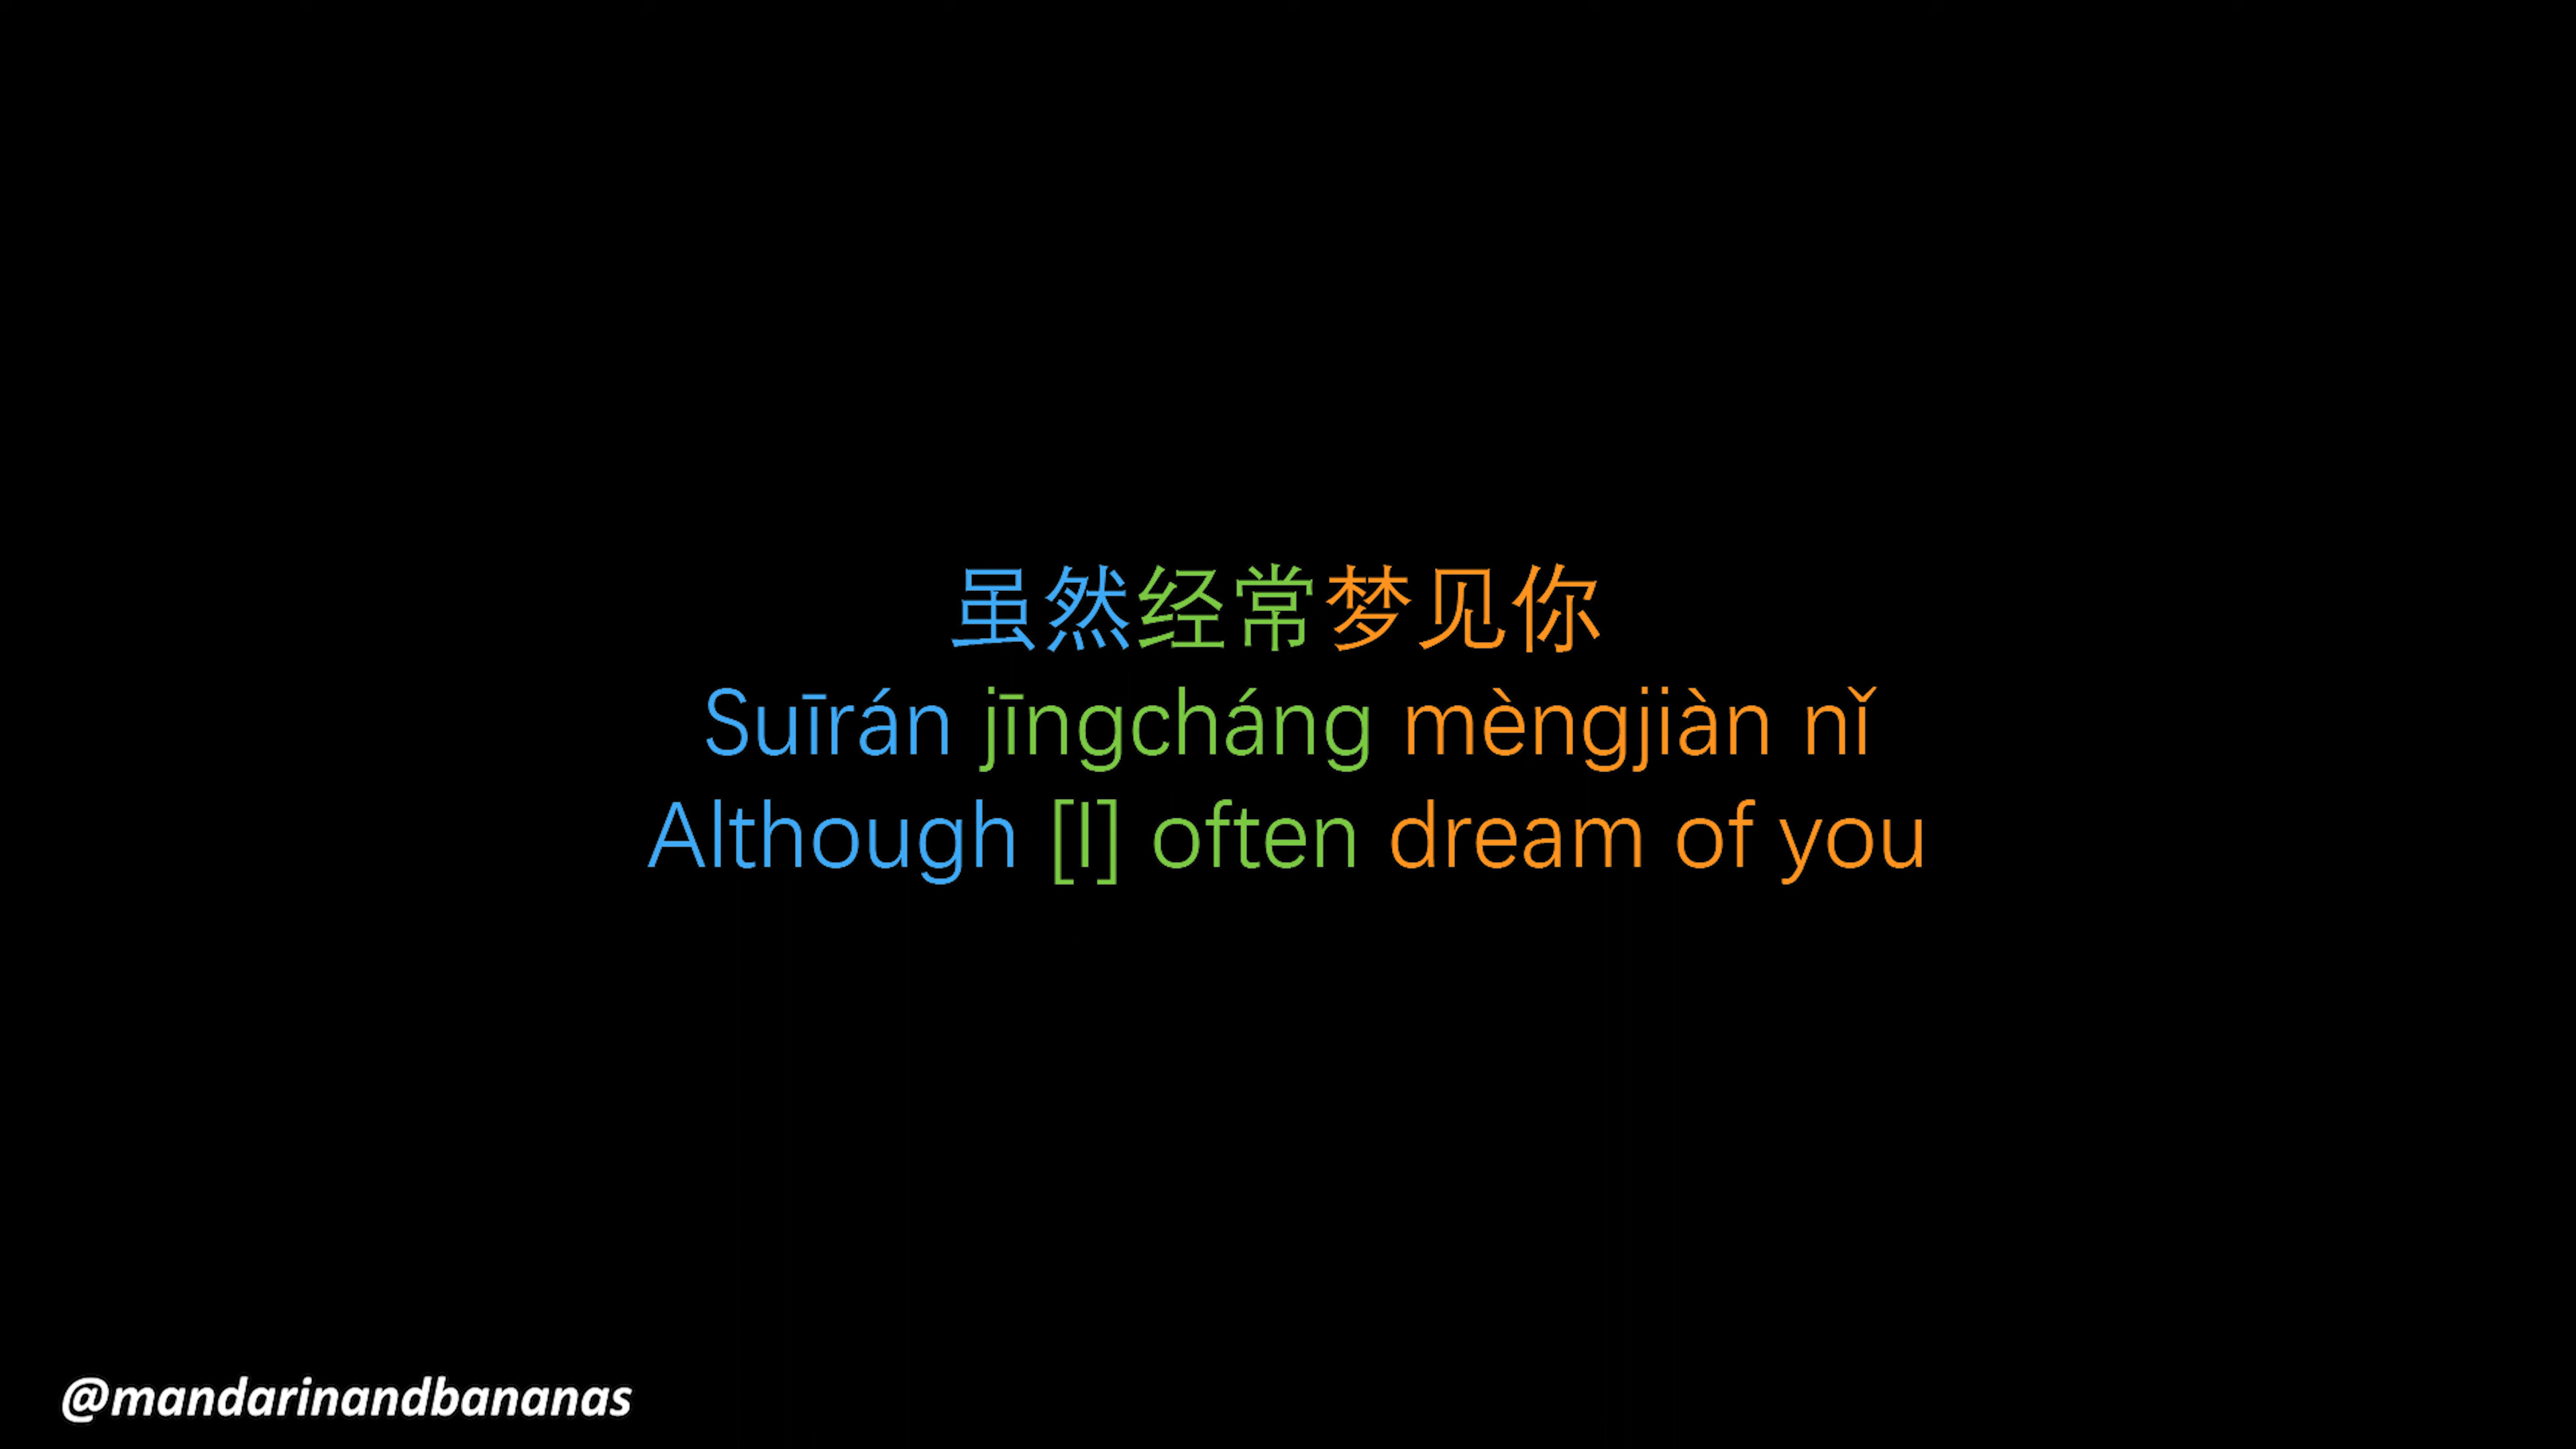 虽然经常梦见你
Suīrán jīngcháng mèngjiàn nǐ
Although [I] often dream of you
@mandarinandbananas